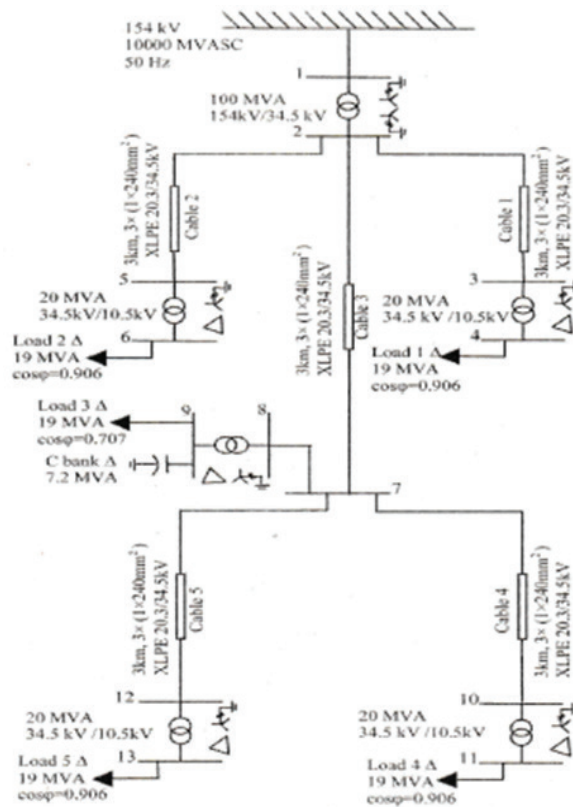 154 kV
10000 MVASC
50 Hz
1
100 MVA
154kV/34.5 kV
2
3km, 3× (1×240mm²)
XLPE 20.3/34.5kV
Cable 2
3km, 3× (1×240mm²)
XLPE 20.3/34.5kV
Cable 3
3km, 3× (1×240mm²)
XLPE 20.3/34.5kV
Cable 1
5
20 MVA
34.5kV/10.5kV
6
Load 2 Δ
19 MVA
cosφ=0.906
3
20 MVA
34.5 kV /10.5kV
4
Load 1 Δ
19 MVA
cosφ=0.906
Load 3 Δ
19 MVA
cosφ=0.707
9
8
C bank Δ
7.2 MVA
7
3km, 3× (1×240mm²)
XLPE 20.3/34.5kV
Cable 5
3km, 3× (1×240mm²)
XLPE 20.3/34.5kV
Cable 4
12
20 MVA
34.5 kV /10.5kV
13
Load 5 Δ
19 MVA
cosφ=0.906
10
20 MVA
34.5 kV /10.5kV
11
Load 4 Δ
19 MVA
cosφ=0.906